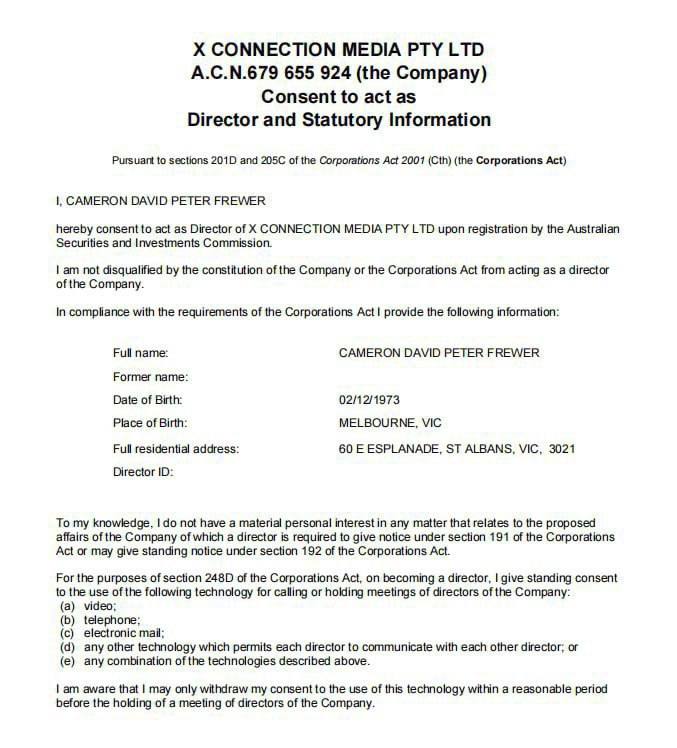 X CONNECTION MEDIA PTY LTD
A.C.N.679 655 924 (the Company)
Consent to act as
Director and Statutory Information
Pursuant to sections 201D and 205C of the Corporations Act 2001 (Cth) (the Corporations Act)
I, CAMERON DAVID PETER FREWER
hereby consent to act as Director of X CONNECTION MEDIA PTY LTD upon registration by the Australian
Securities and Investments Commission.
I am not disqualified by the constitution of the Company or the Corporations Act from acting as a director
of the Company.
In compliance with the requirements of the Corporations Act I provide the following information:
Full name: CAMERON DAVID PETER FREWER
Former name:
Date of Birth: 02/12/1973
Place of Birth: MELBOURNE, VIC
Full residential address: 60 E ESPLANADE, ST ALBANS, VIC, 3021
Director ID:
To my knowledge, I do not have a material personal interest in any matter that relates to the proposed
affairs of the Company of which a director is required to give notice under section 191 of the Corporations
Act or may give standing notice under section 192 of the Corporations Act.
For the purposes of section 248D of the Corporations Act, on becoming a director, I give standing consent
to the use of the following technology for calling or holding meetings of directors of the Company:
(a) video;
(b) telephone;
(c) electronic mail;
(d) any other technology which permits each director to communicate with each other director; or
(e) any combination of the technologies described above.
I am aware that I may only withdraw my consent to the use of this technology within a reasonable period
before the holding of a meeting of directors of the Company.